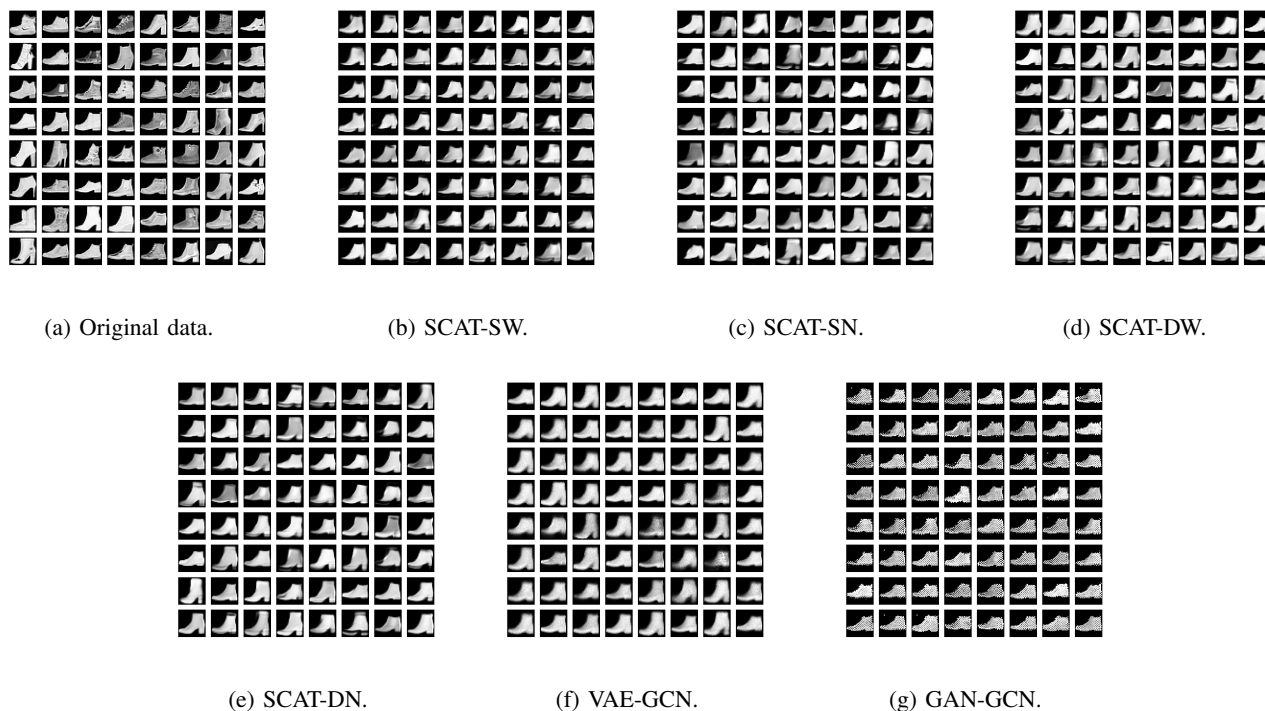 (a) Original data.
(b) SCAT-SW.
(c) SCAT-SN.
(d) SCAT-DW.
(e) SCAT-DN.
(f) VAE-GCN.
(g) GAN-GCN.